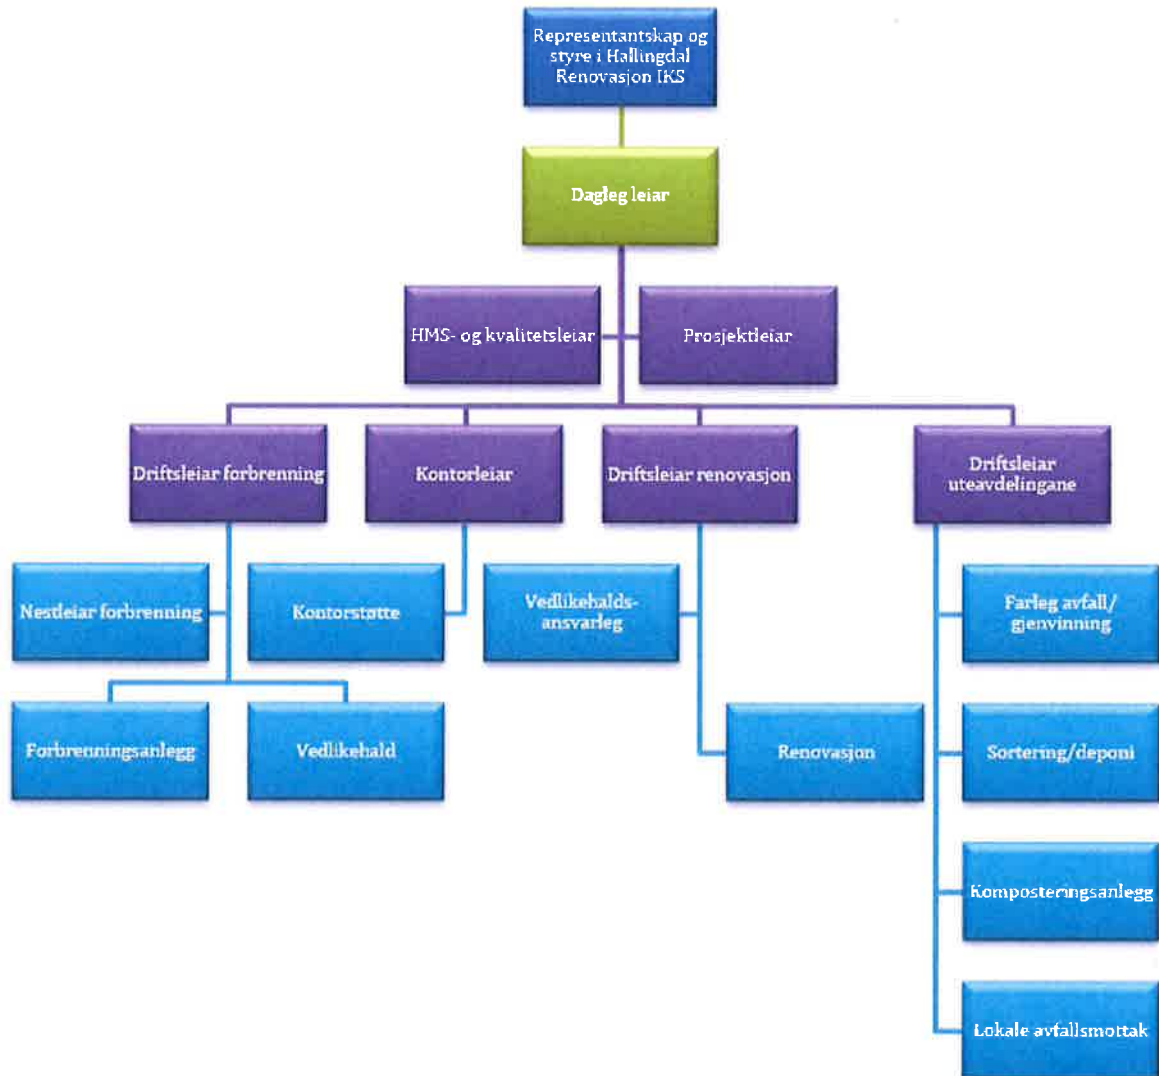 Representantskap og
styre i Hallingdal
Renovasjon IKS
Dagleg leiar
HMS- og kvalitetsleiar
Prosjektleiar
Driftsleiar forbrenning
Kontorleiar
Driftsleiar renovasjon
Driftsleiar
uteavdelingane
Nestleiar forbrenning
Kontorstøtte
Vedlikehalds-
ansvarleg
Farleg avfall/
gjenvinning
Forbrenningsanlegg
Vedlikehald
Renovasjon
Sortering/deponi
Komposteringsanlegg
Lokale avfallsmottak